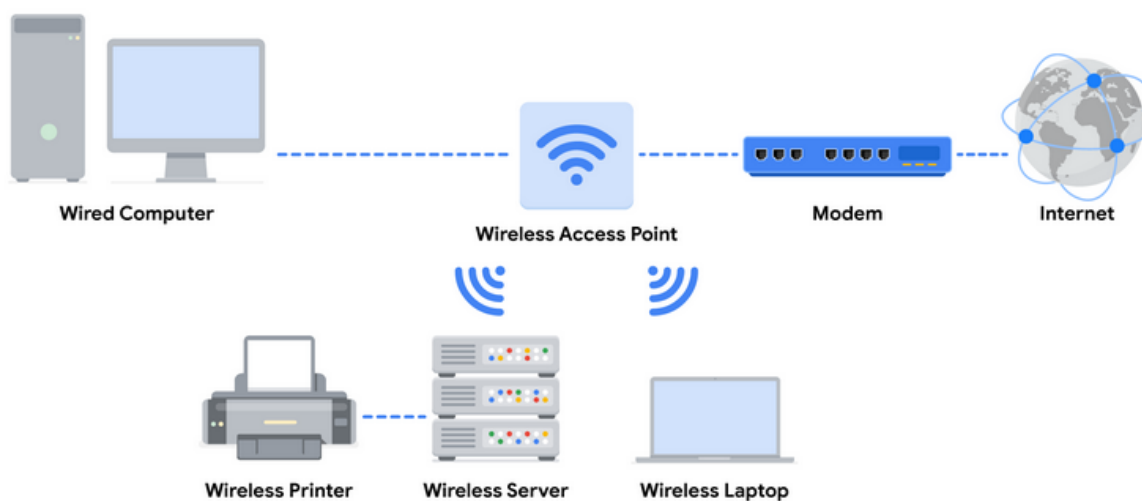 Wired Computer
Wireless Access Point
Modem
Internet
Wireless Printer
Wireless Server
Wireless Laptop